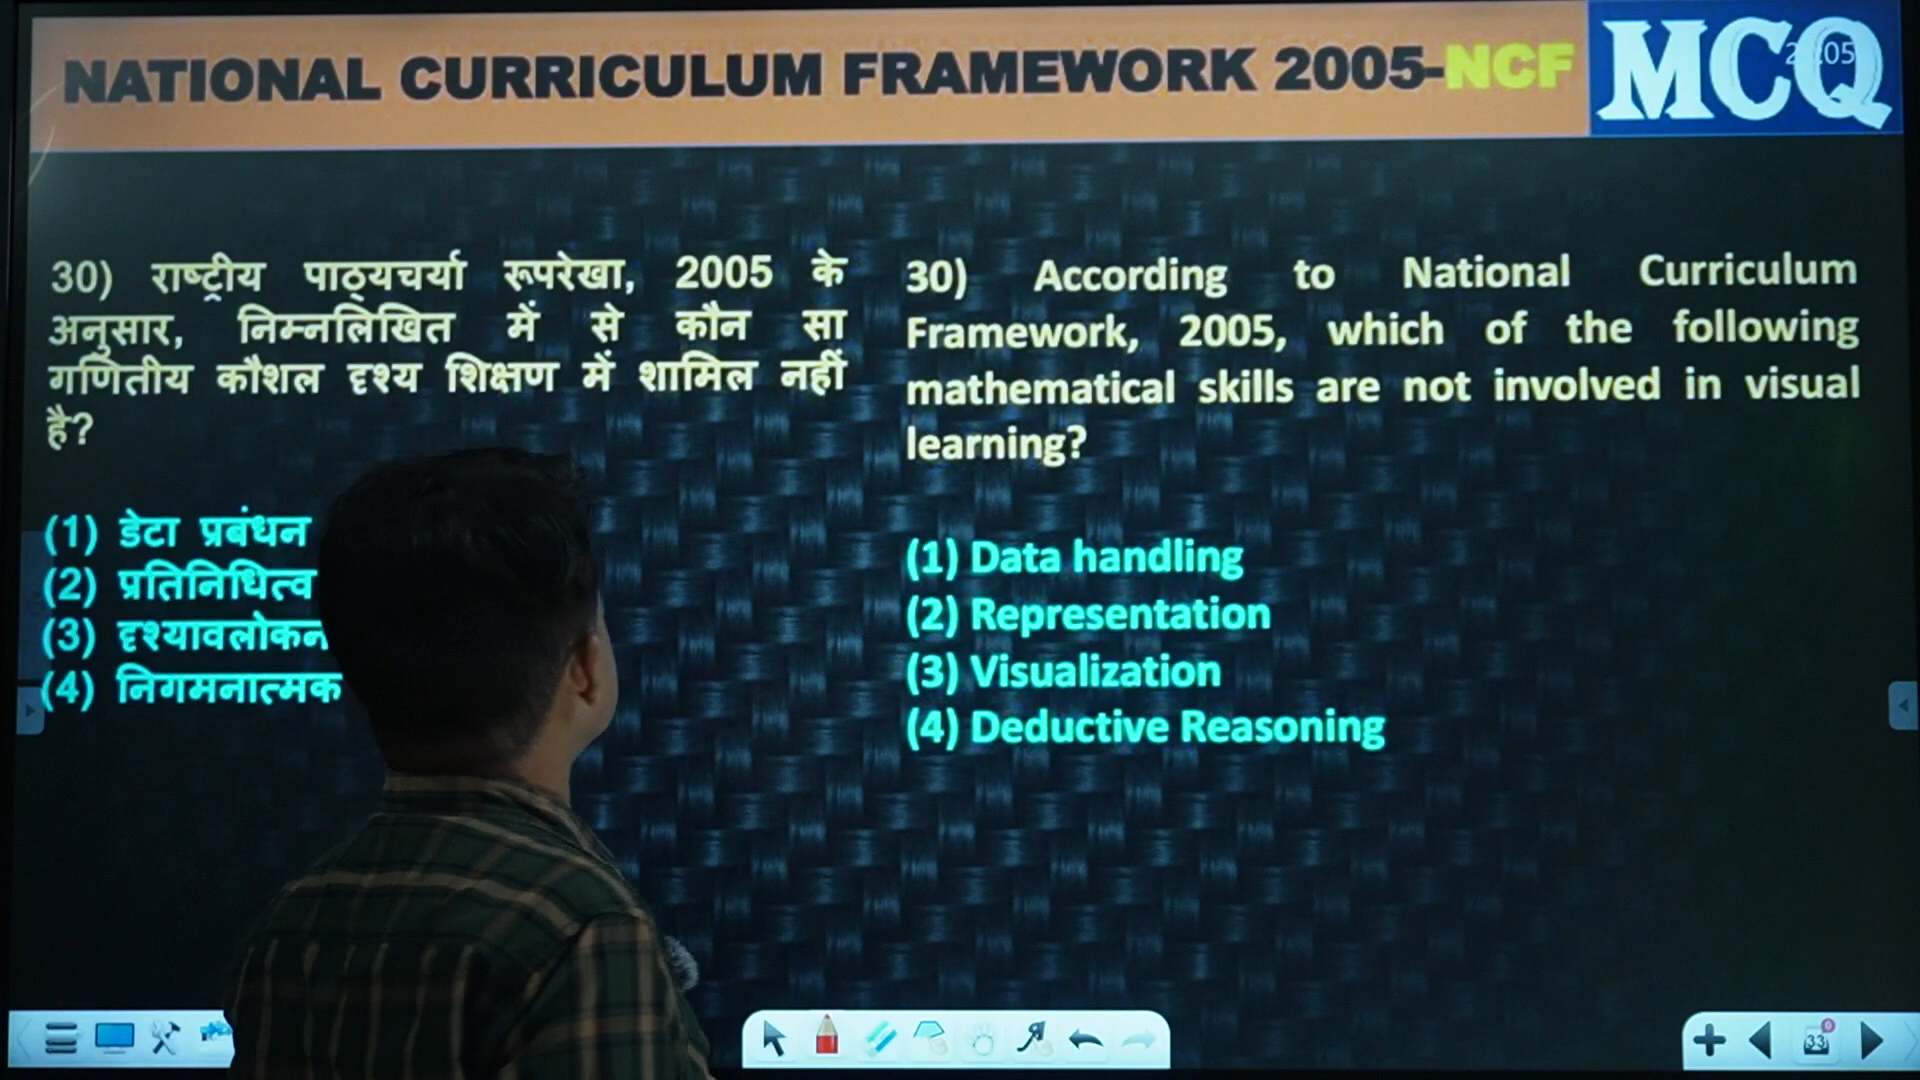 NATIONAL CURRICULUM FRAMEWORK 2005-NCF
MCQ
30) राष्ट्रीय पाठ्यचर्या रूपरेखा, 2005 के
अनुसार, निम्नलिखित में से कौन सा
गणितीय कौशल दृश्य शिक्षण में शामिल नहीं
है?
(1) डेटा प्रबंधन
(2) प्रतिनिधित्व
(3) दृश्यावलोकन
(4) निगमनात्मक
30) According to National Curriculum
Framework, 2005, which of the following
mathematical skills are not involved in visual
learning?
(1) Data handling
(2) Representation
(3) Visualization
(4) Deductive Reasoning
33